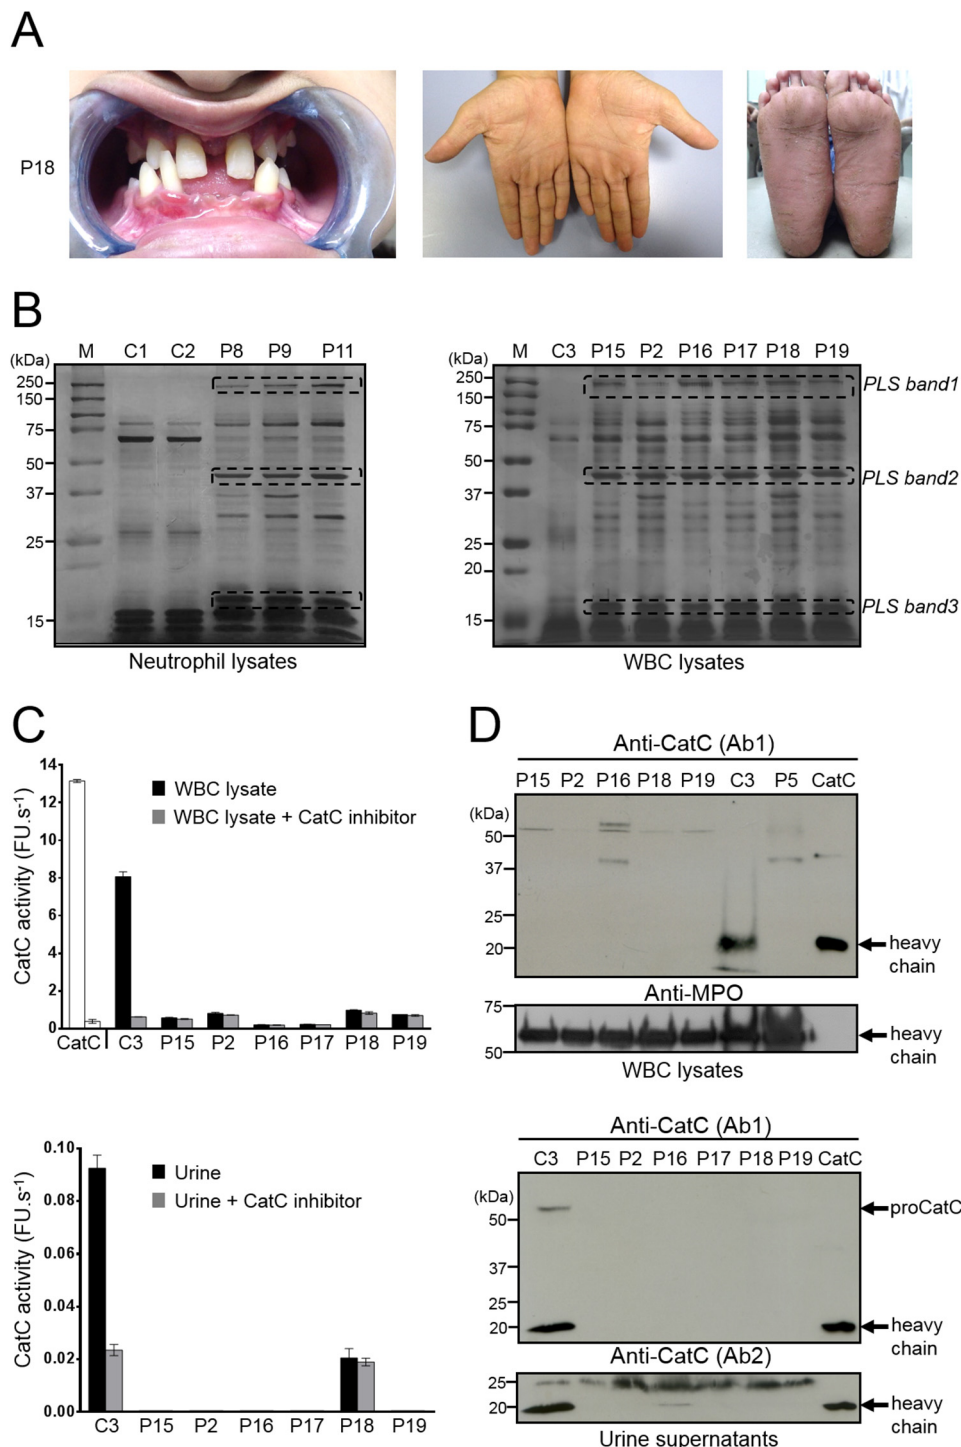 A
P18
B
(kDa) M C1 C2 P8 P9 P11
250
150
75
50
37
25
15
Neutrophil lysates
(kDa) M C3 P15 P2 P16 P17 P18 P19
250
150
75
50
37
25
20
15
PLS band1
PLS band2
PLS band3
WBC lysates
C
CatC activity (FU.s-1)
14
12
10
8
6
4
2
0
WBC lysate
WBC lysate + CatC inhibitor
CatC C3 P15 P2 P16 P17 P18 P19
CatC activity (FU.s-1)
0.10
0.08
0.06
0.04
0.02
0.00
Urine
Urine + CatC inhibitor
C3 P15 P2 P16 P17 P18 P19
D
Anti-CatC (Ab1)
P15 P2 P16 P18 P19 C3 P5 CatC
(kDa)
50
37
25
20
heavy
chain
Anti-MPO
75
50
heavy
chain
WBC lysates
Anti-CatC (Ab1)
C3 P15 P2 P16 P17 P18 P19 CatC
(kDa)
50
37
25
20
proCatC
heavy
chain
Anti-CatC (Ab2)
25
20
heavy
chain
Urine supernatants